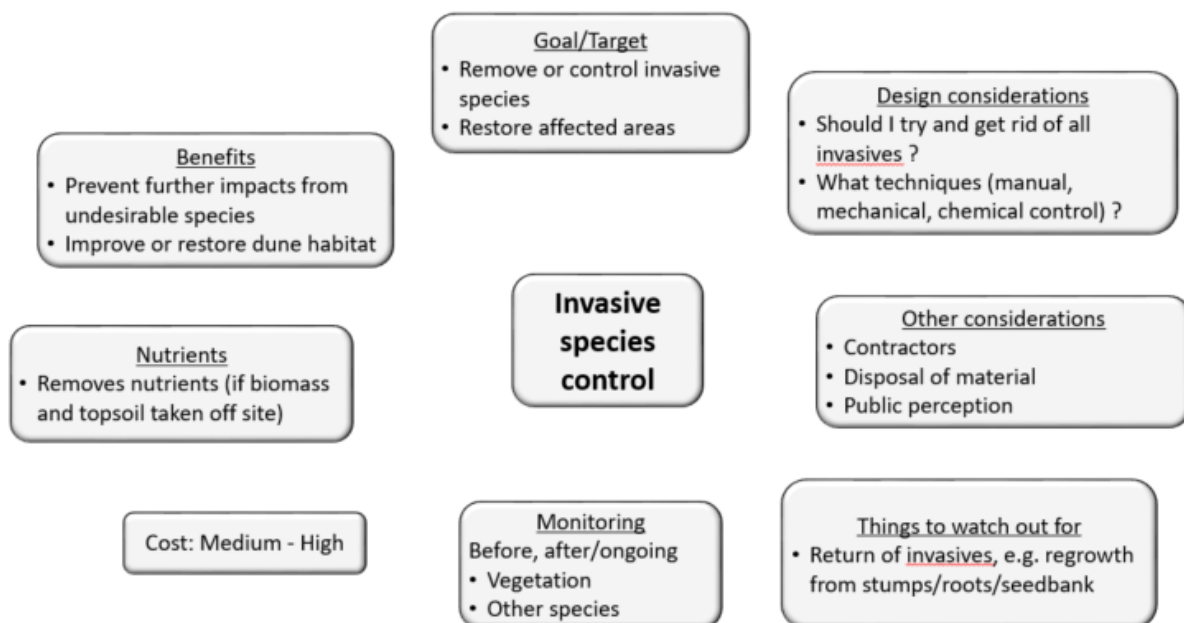 Goal/Target
• Remove or control invasive
species
• Restore affected areas
Design considerations
• Should I try and get rid of all
invasives ?
• What techniques (manual,
mechanical, chemical control) ?
Benefits
• Prevent further impacts from
undesirable species
• Improve or restore dune habitat
Invasive
species
control
Other considerations
• Contractors
• Disposal of material
• Public perception
Nutrients
• Removes nutrients (if biomass
and topsoil taken off site)
Things to watch out for
• Return of invasives, e.g. regrowth
from stumps/roots/seedbank
Monitoring
Before, after/ongoing
• Vegetation
• Other species
Cost: Medium - High